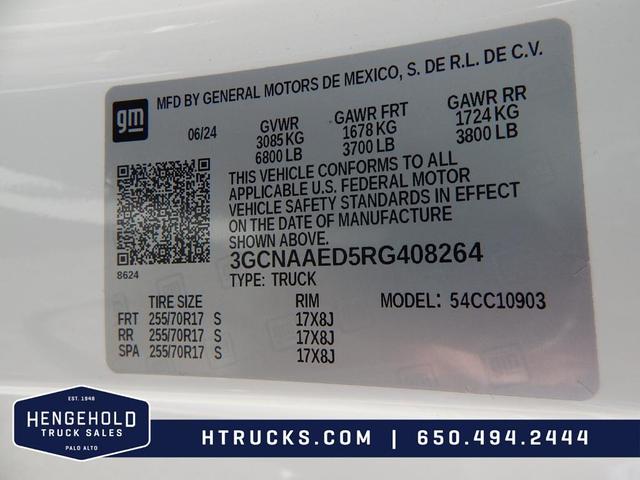 gm
MFD BY GENERAL MOTORS DE MEXICO, S. DE R.L. DE C.V.
06/24 GVWR GAWR FRT GAWR RR
3085 KG 1678 KG 1724 KG
6800 LB 3700 LB 3800 LB
THIS VEHICLE CONFORMS TO ALL
APPLICABLE U.S. FEDERAL MOTOR
VEHICLE SAFETY STANDARDS IN EFFECT
ON THE DATE OF MANUFACTURE
SHOWN ABOVE.
3GCNAAED5RG408264
8624
TYPE: TRUCK
TIRE SIZE RIM MODEL: 54CC10903
FRT 255/70R17 S 17X8J
RR 255/70R17 S 17X8J
SPA 255/70R17 S 17X8J
EST. 1948
HENGEHOLD
TRUCK SALES
PALO ALTO
HTRUCKS.COM | 650.494.2444